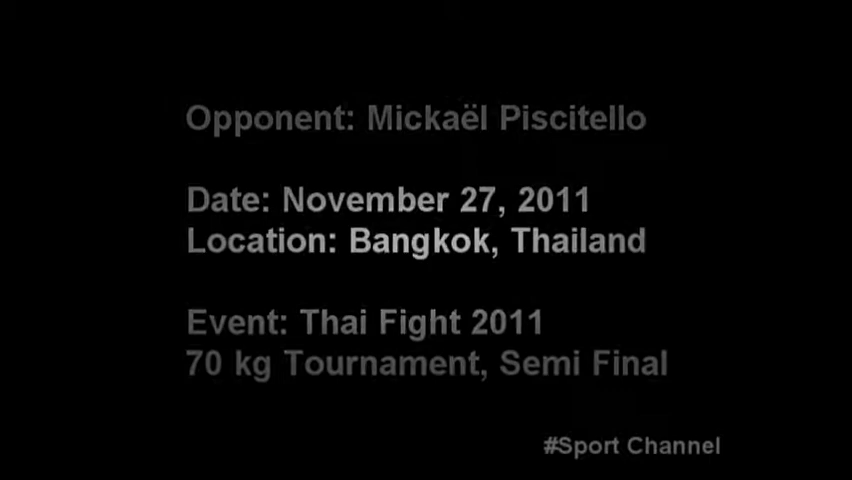 Opponent: Mickaël Piscitello
Date: November 27, 2011
Location: Bangkok, Thailand
Event: Thai Fight 2011
70 kg Tournament, Semi Final
#Sport Channel